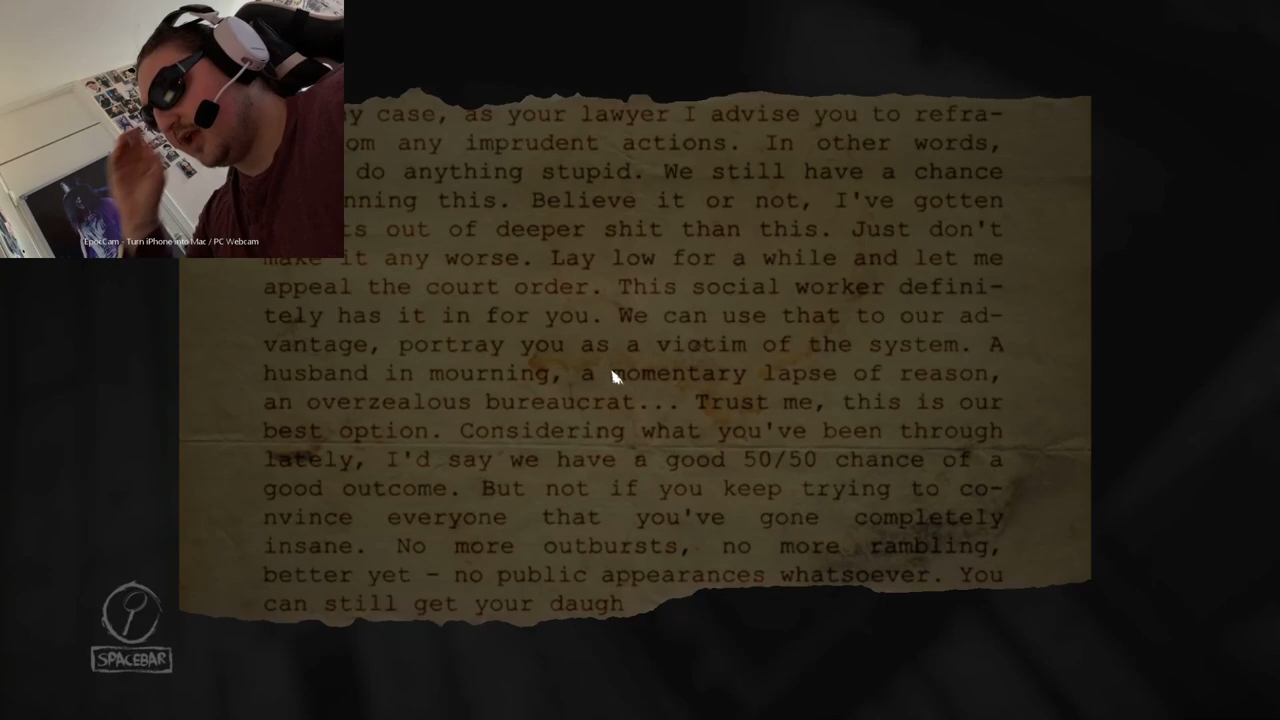 EpocCam - Turn iPhone into Mac / PC Webcam
case, as your lawyer I advise you to refra-
any imprudent actions. In other words,
do anything stupid. We still have a chance
this. Believe it or not, I've gotten
out of deeper shit than this. Just don't
make it any worse. Lay low for a while and let me
appeal the court order. This social worker defini-
tely has it in for you. We can use that to our ad-
vantage, portray you as a victim of the system. A
husband in mourning, a momentary lapse of reason,
an overzealous bureaucrat... Trust me, this is our
best option. Considering what you've been through
lately, I'd say we have a good 50/50 chance of a
good outcome. But not if you keep trying to co-
nvince everyone that you've gone completely
insane. No more outbursts, no more rambling,
better yet - no public appearances whatsoever. You
can still get your daugh
SPACEBAR